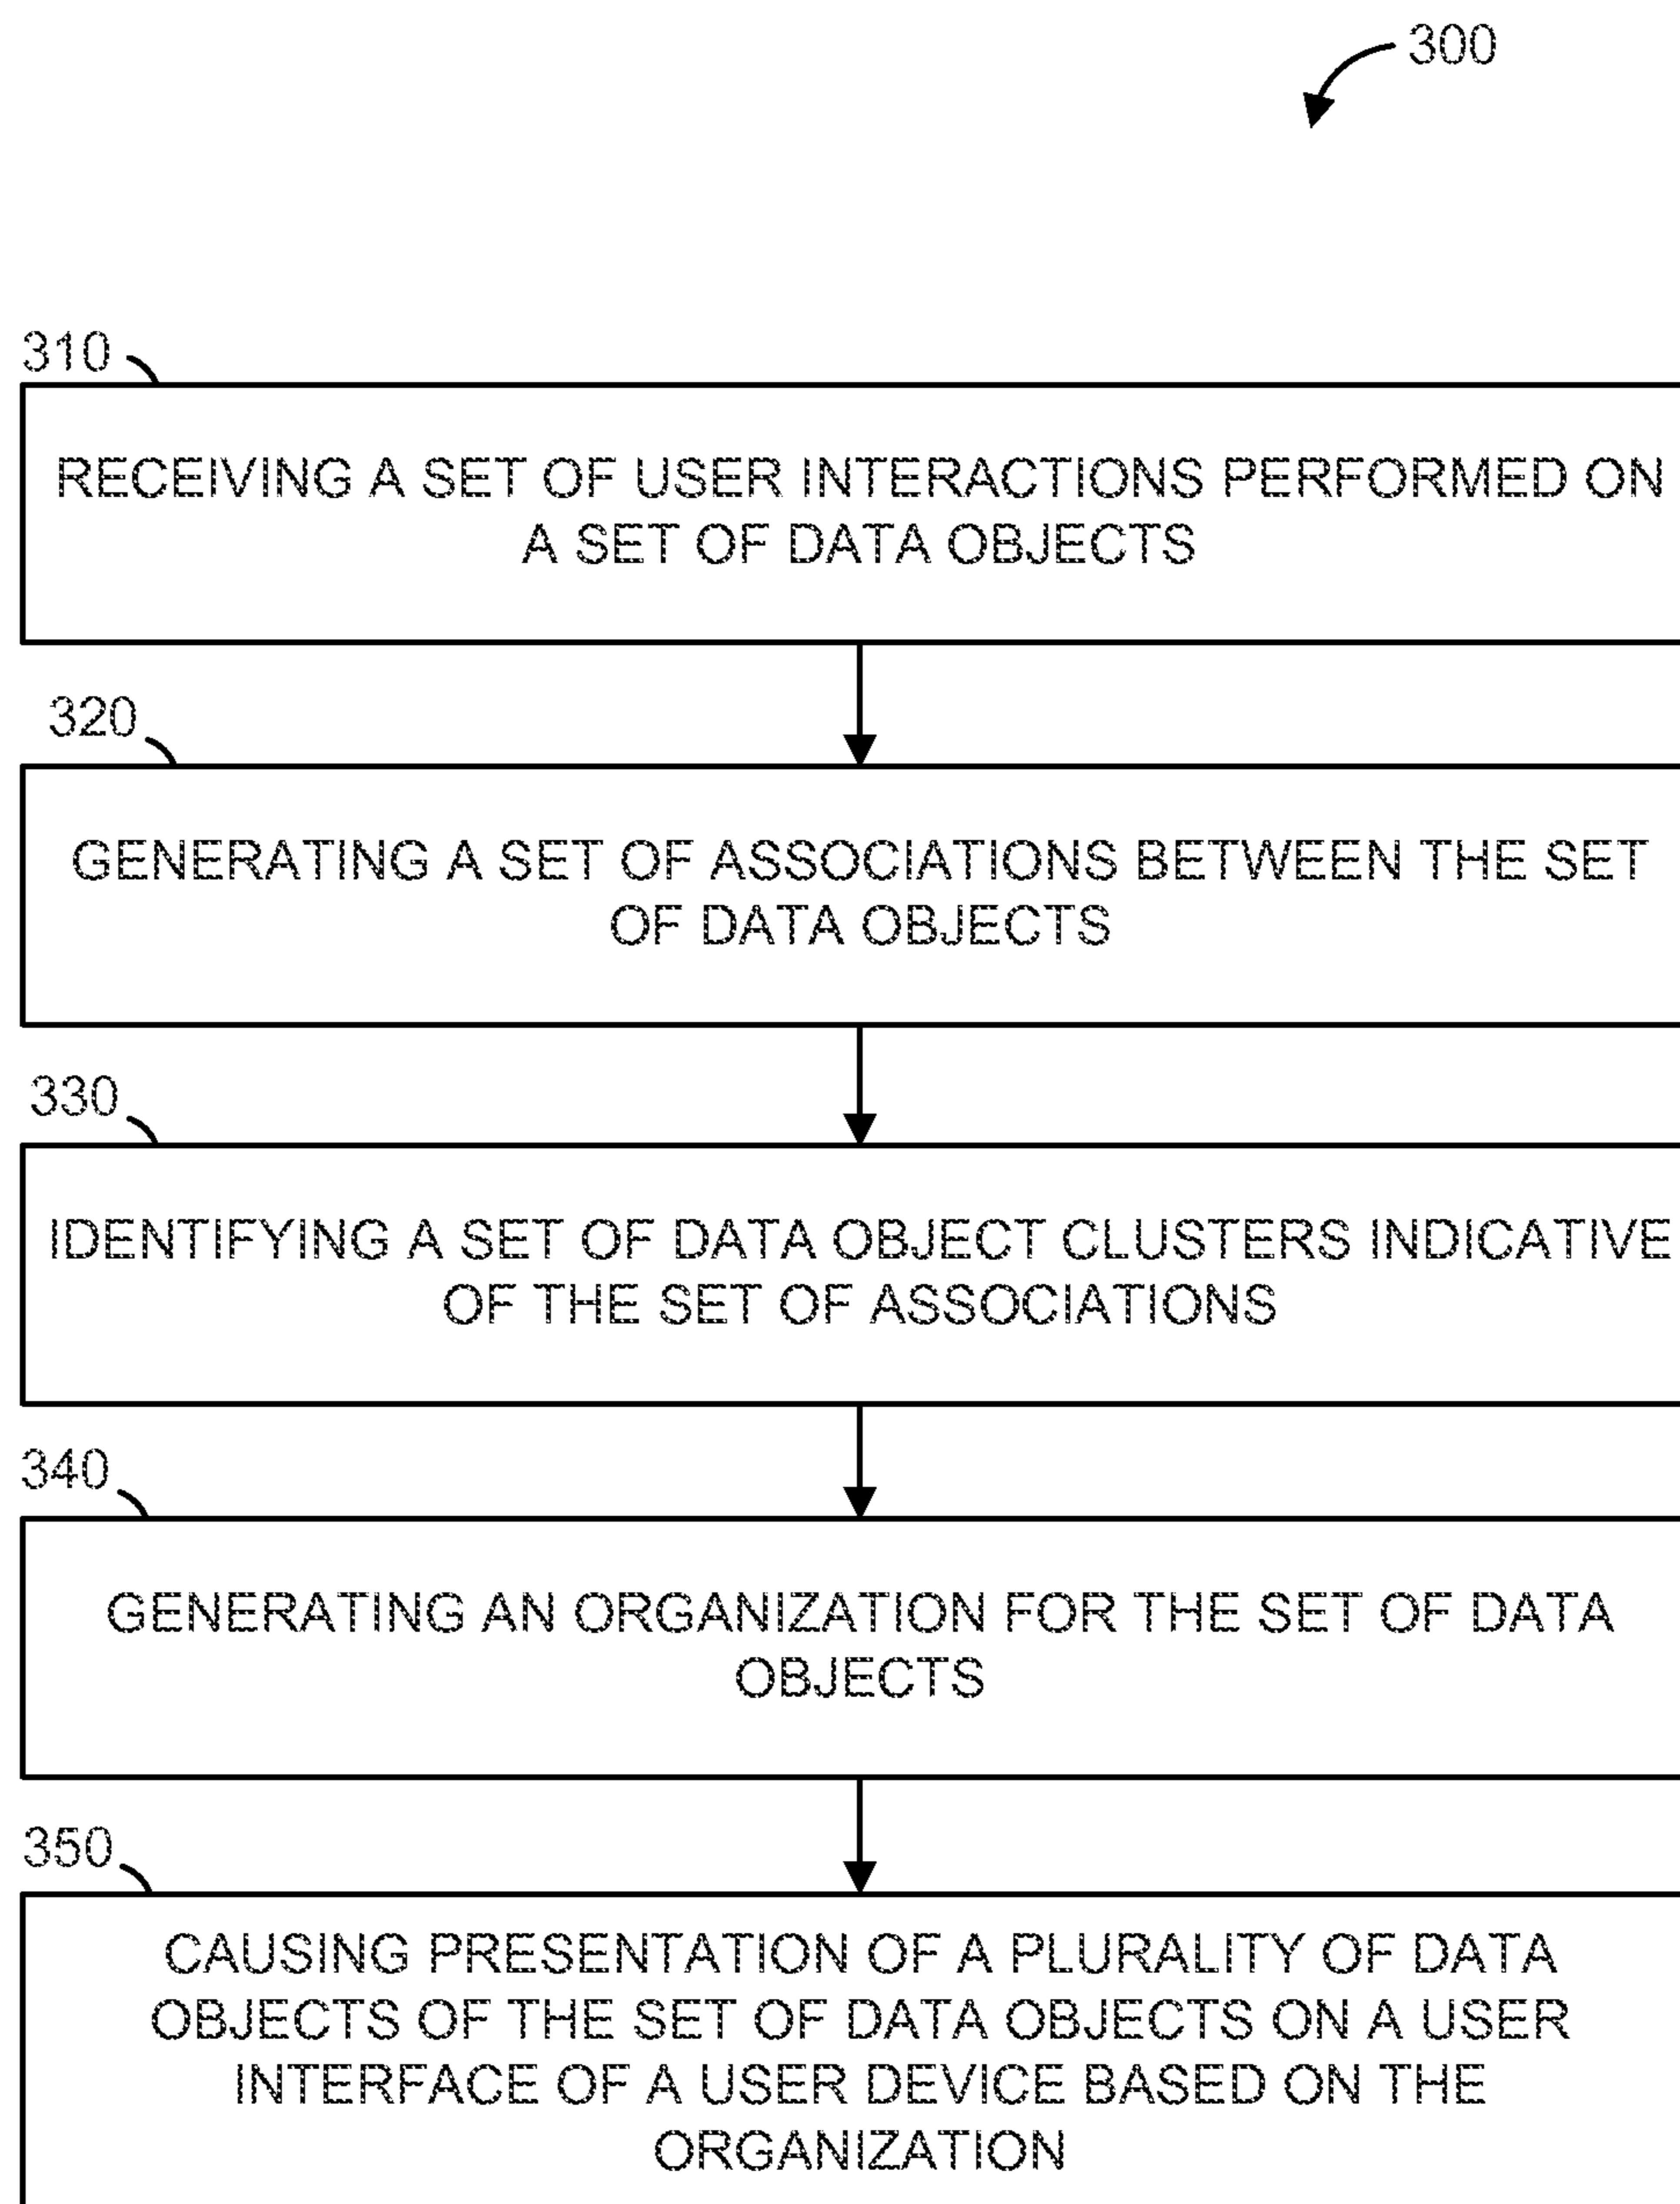 300
310
RECEIVING A SET OF USER INTERACTIONS PERFORMED ON
A SET OF DATA OBJECTS
320
GENERATING A SET OF ASSOCIATIONS BETWEEN THE SET
OF DATA OBJECTS
330
IDENTIFYING A SET OF DATA OBJECT CLUSTERS INDICATIVE
OF THE SET OF ASSOCIATIONS
340
GENERATING AN ORGANIZATION FOR THE SET OF DATA
OBJECTS
350
CAUSING PRESENTATION OF A PLURALITY OF DATA
OBJECTS OF THE SET OF DATA OBJECTS ON A USER
INTERFACE OF A USER DEVICE BASED ON THE
ORGANIZATION